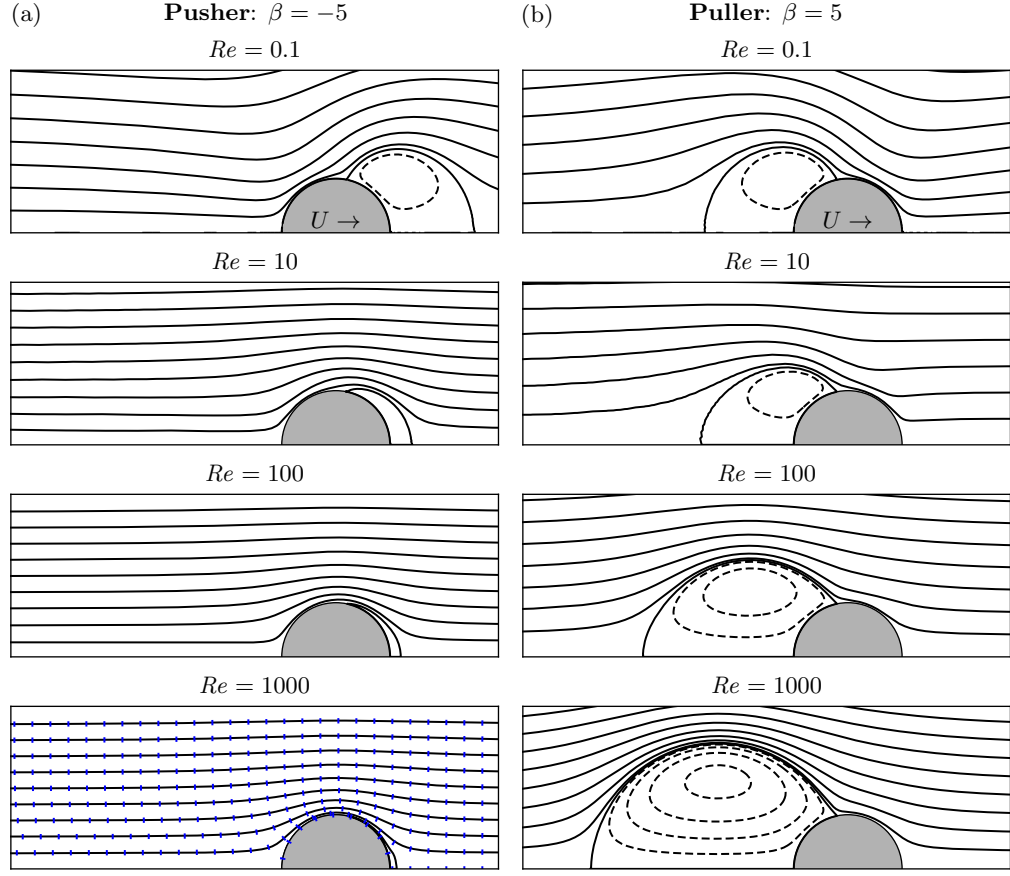 (a) Pusher: β = −5
(b) Puller: β = 5
Re = 0.1
Re = 0.1
U →
U →
Re = 10
Re = 10
Re = 100
Re = 100
Re = 1000
Re = 1000